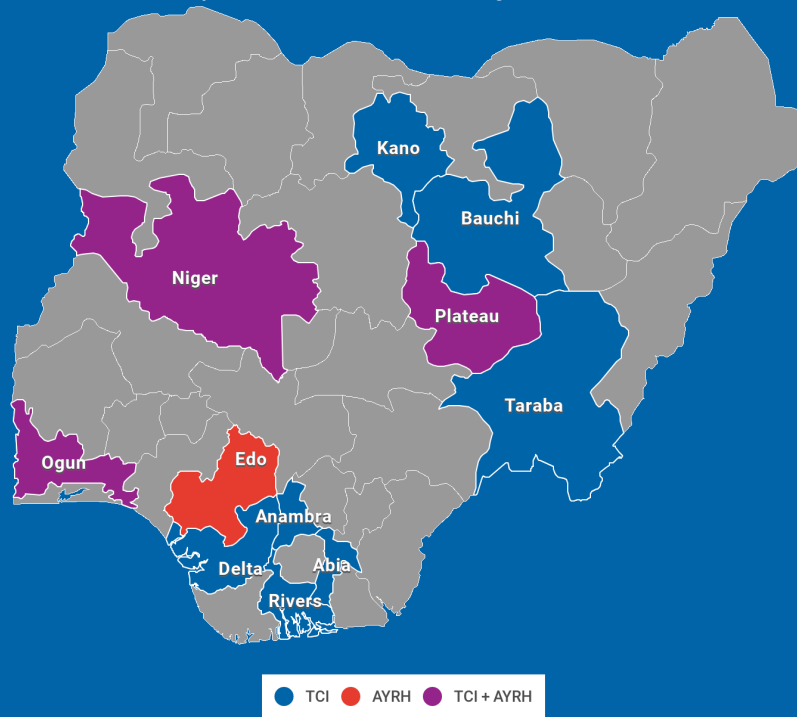 Kano
Bauchi
Niger
Plateau
Taraba
Edo
Ogun
Anambra
Abia
Delta
Rivers
TCI AYRH TCI + AYRH